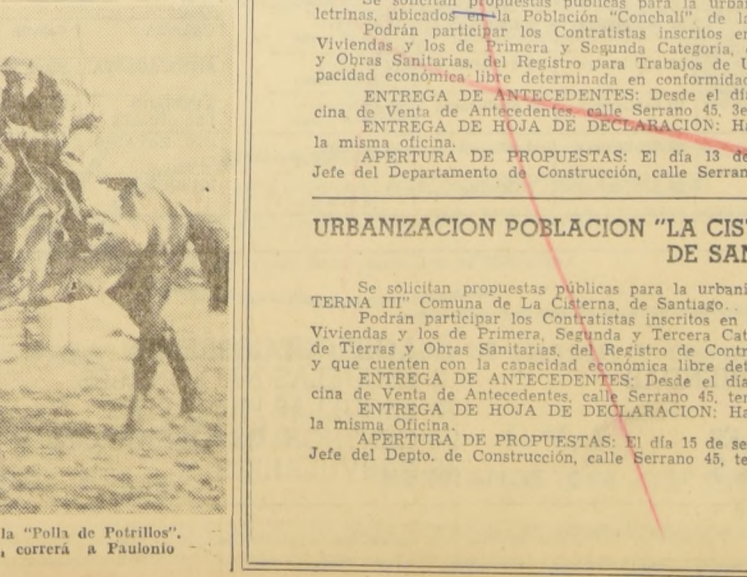 la "Polla de Potrillos".
, correrá a Paulonio
Se solicitan propuestas públicas para la urban
letrinas, ubicados en la Población "Conchalí", de la
Podrán participar los Contratistas inscritos en
Viviendas y los de Primera y Segunda Categoría,
y Obras Sanitarias, del Registro para Trabajos de U
pacidad económica libre determinada en conformidad
ENTREGA DE ANTECEDENTES: Desde el día
cina de Venta de Antecedentes, calle Serrano 45, 3e
ENTREGA DE HOJA DE DECLARACION: Ha
la misma oficina.
APERTURA DE PROPUESTAS: El día 13 de
Jefe del Departamento de Construcción, calle Serran
URBANIZACION POBLACION "LA CIS
DE SAN
Se solicitan propuestas públicas para la urbani
TERNA III" Comuna de La Cisterna, de Santiago.
Podrán participar los Contratistas inscritos en
Viviendas y los de Primera, Segunda y Tercera Cat
de Tierras y Obras Sanitarias, del Registro de Contr
y que cuenten con la capacidad económica libre det
ENTREGA DE ANTECEDENTES: Desde el día
cina de Venta de Antecedentes, calle Serrano 45, ter
ENTREGA DE HOJA DE DECLARACION: Ha
la misma Oficina.
APERTURA DE PROPUESTAS: El día 15 de se
Jefe del Depto. de Construcción, calle Serrano 45, te